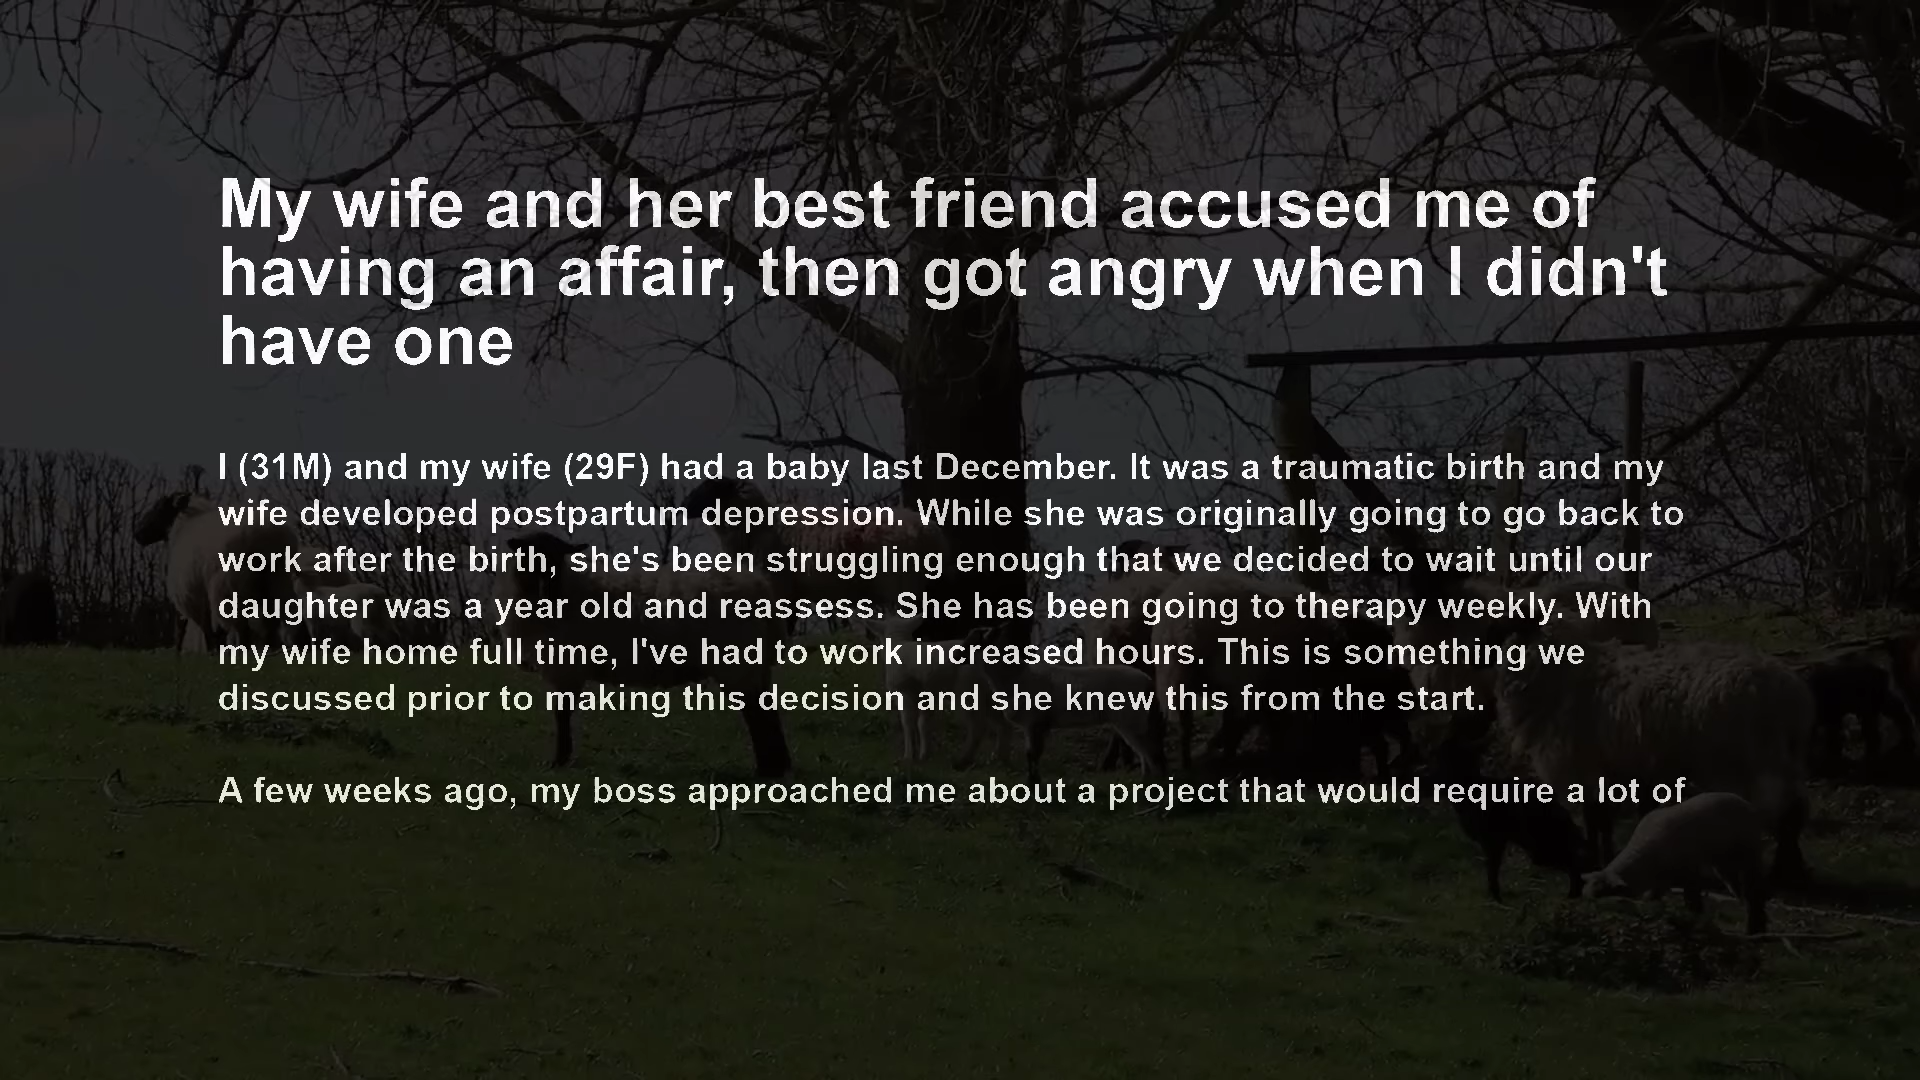 My wife and her best friend accused me of
having an affair, then got angry when I didn't
have one
I (31M) and my wife (29F) had a baby last December. It was a traumatic birth and my
wife developed postpartum depression. While she was originally going to go back to
work after the birth, she's been struggling enough that we decided to wait until our
daughter was a year old and reassess. She has been going to therapy weekly. With
my wife home full time, I've had to work increased hours. This is something we
discussed prior to making this decision and she knew this from the start.
A few weeks ago, my boss approached me about a project that would require a lot of